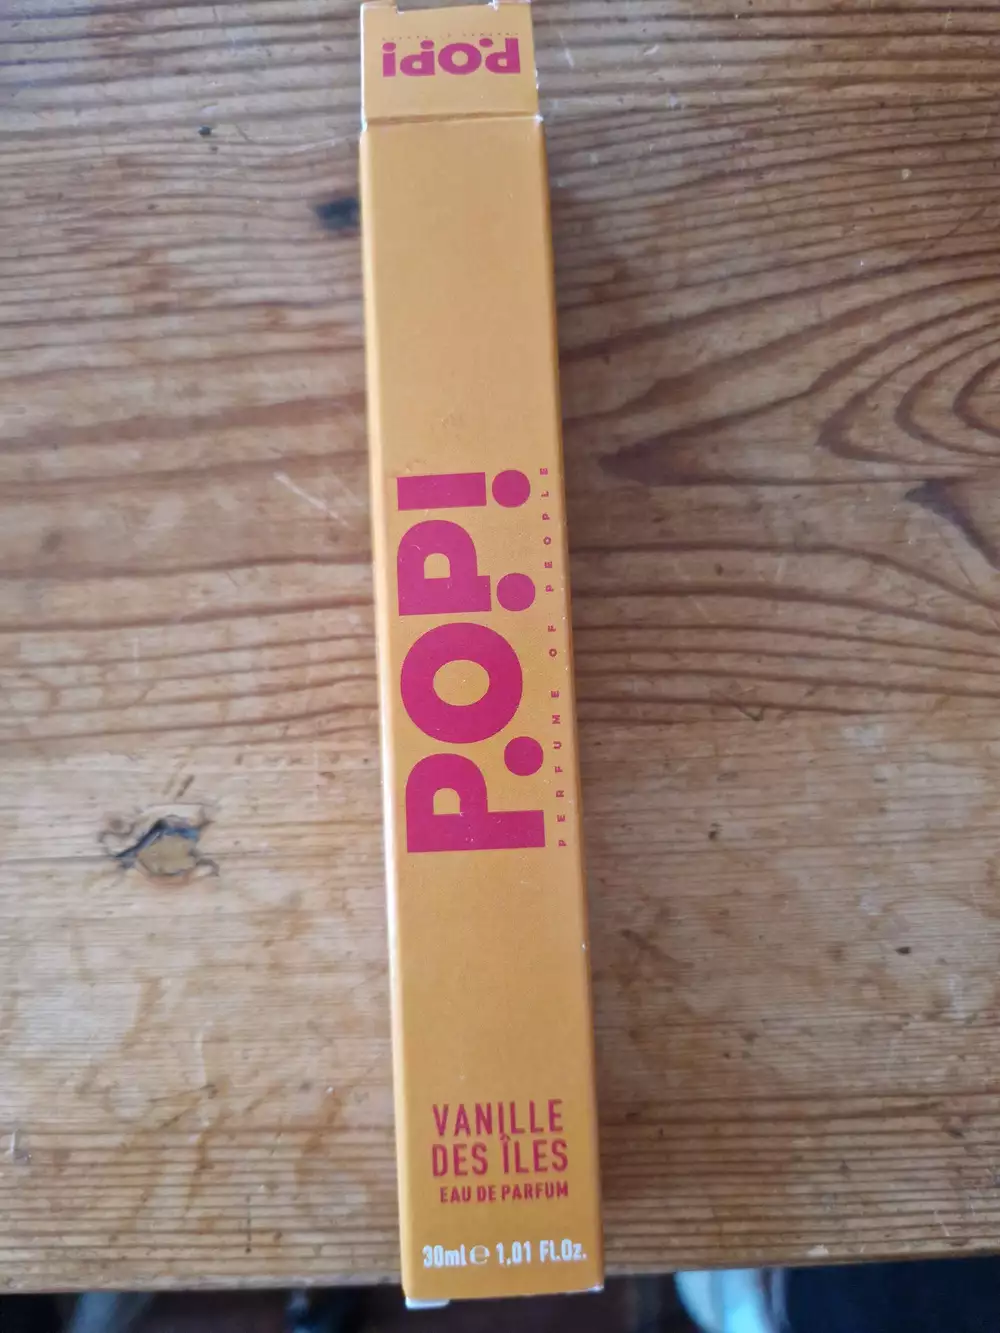 P.O.P!
P.O.P!
PERFUME OF PEOPLE
VANILLE
DES ÎLES
EAU DE PARFUM
30ml℮ 1,01 FL.Oz.